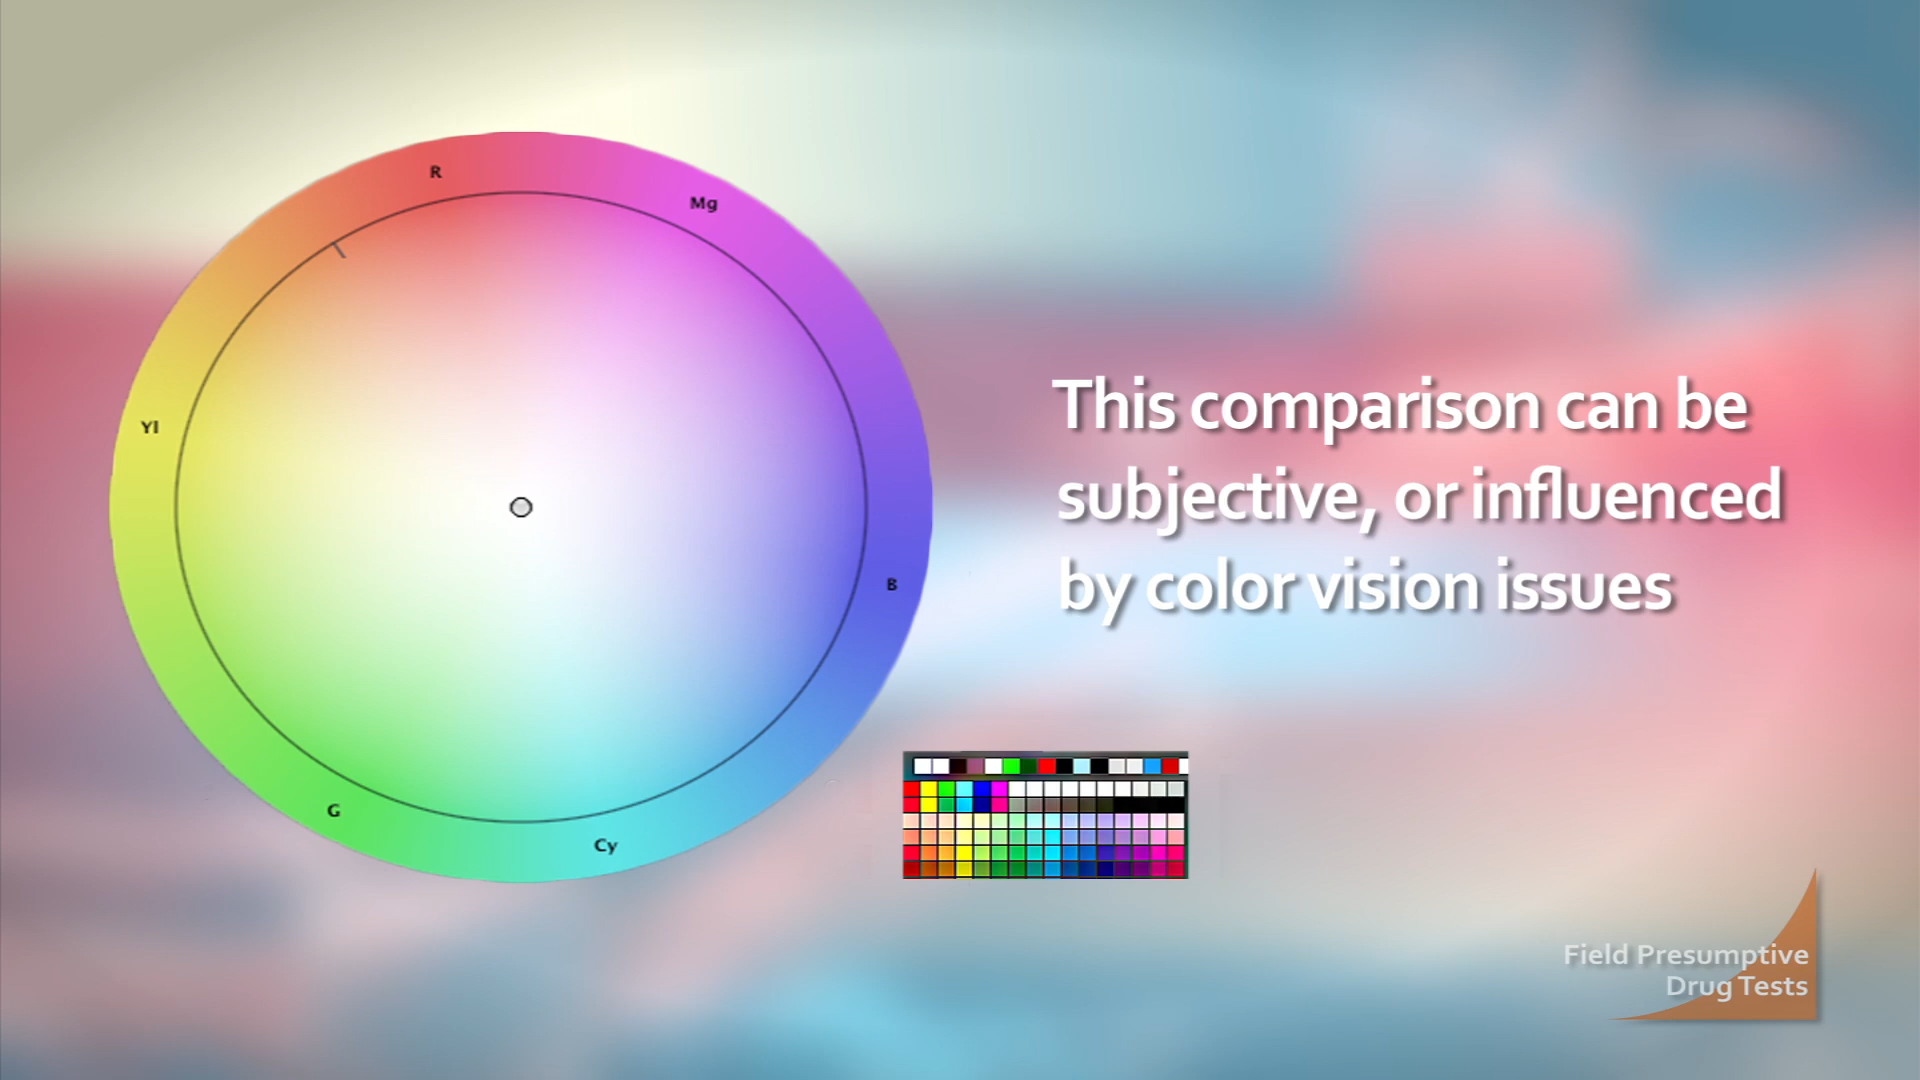 R
Mg
Yl
B
G
Cy
This comparison can be
subjective, or influenced
by color vision issues
Field Presumptive
Drug Tests